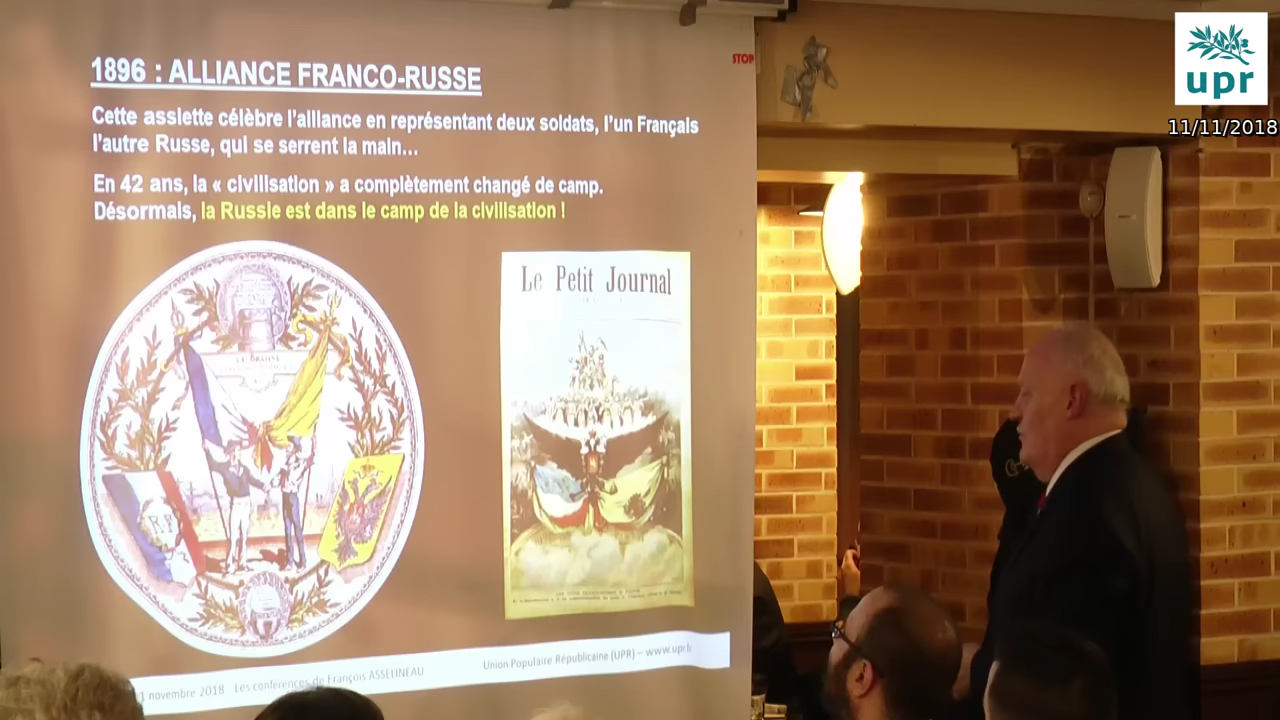 1896 : ALLIANCE FRANCO-RUSSE
Cette assiette célèbre l'alliance en représentant deux soldats, l'un Français
l'autre Russe, qui se serrent la main...
En 42 ans, la « civilisation » a complètement changé de camp.
Désormais, la Russie est dans le camp de la civilisation !
Le Petit Journal
RF
novembre 2018 Les conférences de François ASSELINEAU
Union Populaire Républicaine (UPR) – www.upr.fr
STOP
upr
11/11/2018